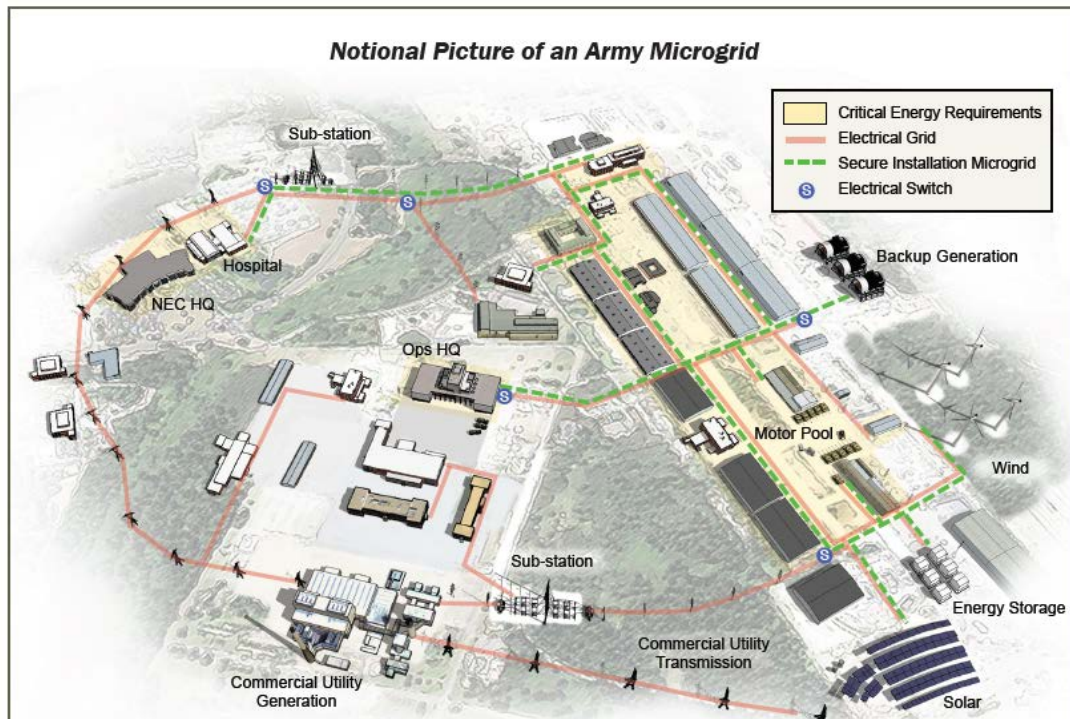 Notional Picture of an Army Microgrid
Critical Energy Requirements
Electrical Grid
Secure Installation Microgrid
S Electrical Switch
Sub-station
S
S
Hospital
NEC HQ
Backup Generation
S
Ops HQ
S
Motor Pool
Wind
Sub-station
S
Energy Storage
Commercial Utility
Transmission
Commercial Utility
Generation
Solar